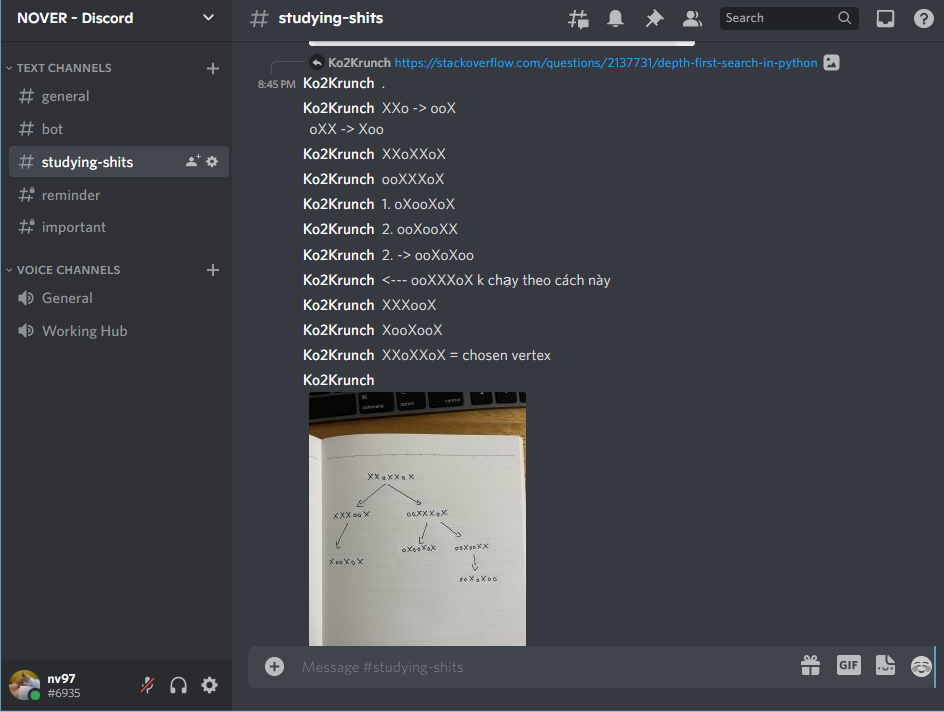 NOVER - Discord
studying-shits
Search
TEXT CHANNELS
general
bot
studying-shits
reminder
important
VOICE CHANNELS
General
Working Hub
nv97
#6935
Ko2Krunch https://stackoverflow.com/questions/2137731/depth-first-search-in-python
8:45 PM Ko2Krunch .
Ko2Krunch XXo -> ooX
oXX -> Xoo
Ko2Krunch XXoXXoX
Ko2Krunch ooXXXoX
Ko2Krunch 1. oXooXoX
Ko2Krunch 2. ooXooXX
Ko2Krunch 2. -> ooXoXoo
Ko2Krunch <--- ooXXXoX k chạy theo cách này
Ko2Krunch XXXooX
Ko2Krunch XooXooX
Ko2Krunch XXoXXoX = chosen vertex
Ko2Krunch
command
option
control
XXoXXoX
XXXooX
ooXXXoX
XooXoX
oXooXoX
ooXooXX
ooXoXoo
Message #studying-shits
GIF